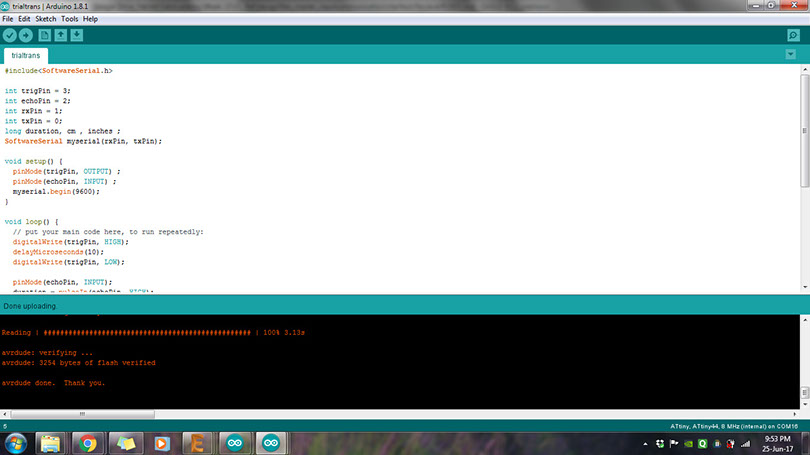 trialtrans | Arduino 1.8.1
File Edit Sketch Tools Help
trialtrans
#include<SoftwareSerial.h>
int trigPin = 3;
int echoPin = 2;
int rxPin = 1;
int txPin = 0;
long duration, cm , inches ;
SoftwareSerial myserial(rxPin, txPin);
void setup() {
pinMode(trigPin, OUTPUT) ;
pinMode(echoPin, INPUT) ;
myserial.begin(9600);
}
void loop() {
// put your main code here, to run repeatedly:
digitalWrite(trigPin, HIGH);
delayMicroseconds(10);
digitalWrite(trigPin, LOW);
pinMode(echoPin, INPUT);
duration = pulseIn(echoPin, HIGH);
Done uploading.
Reading | ################################################## | 100% 3.13s
avrdude: verifying ...
avrdude: 3254 bytes of flash verified
avrdude done.  Thank you.
5
ATtiny, ATtiny44, 8 MHz (internal) on COM16
9:53 PM
25-Jun-17